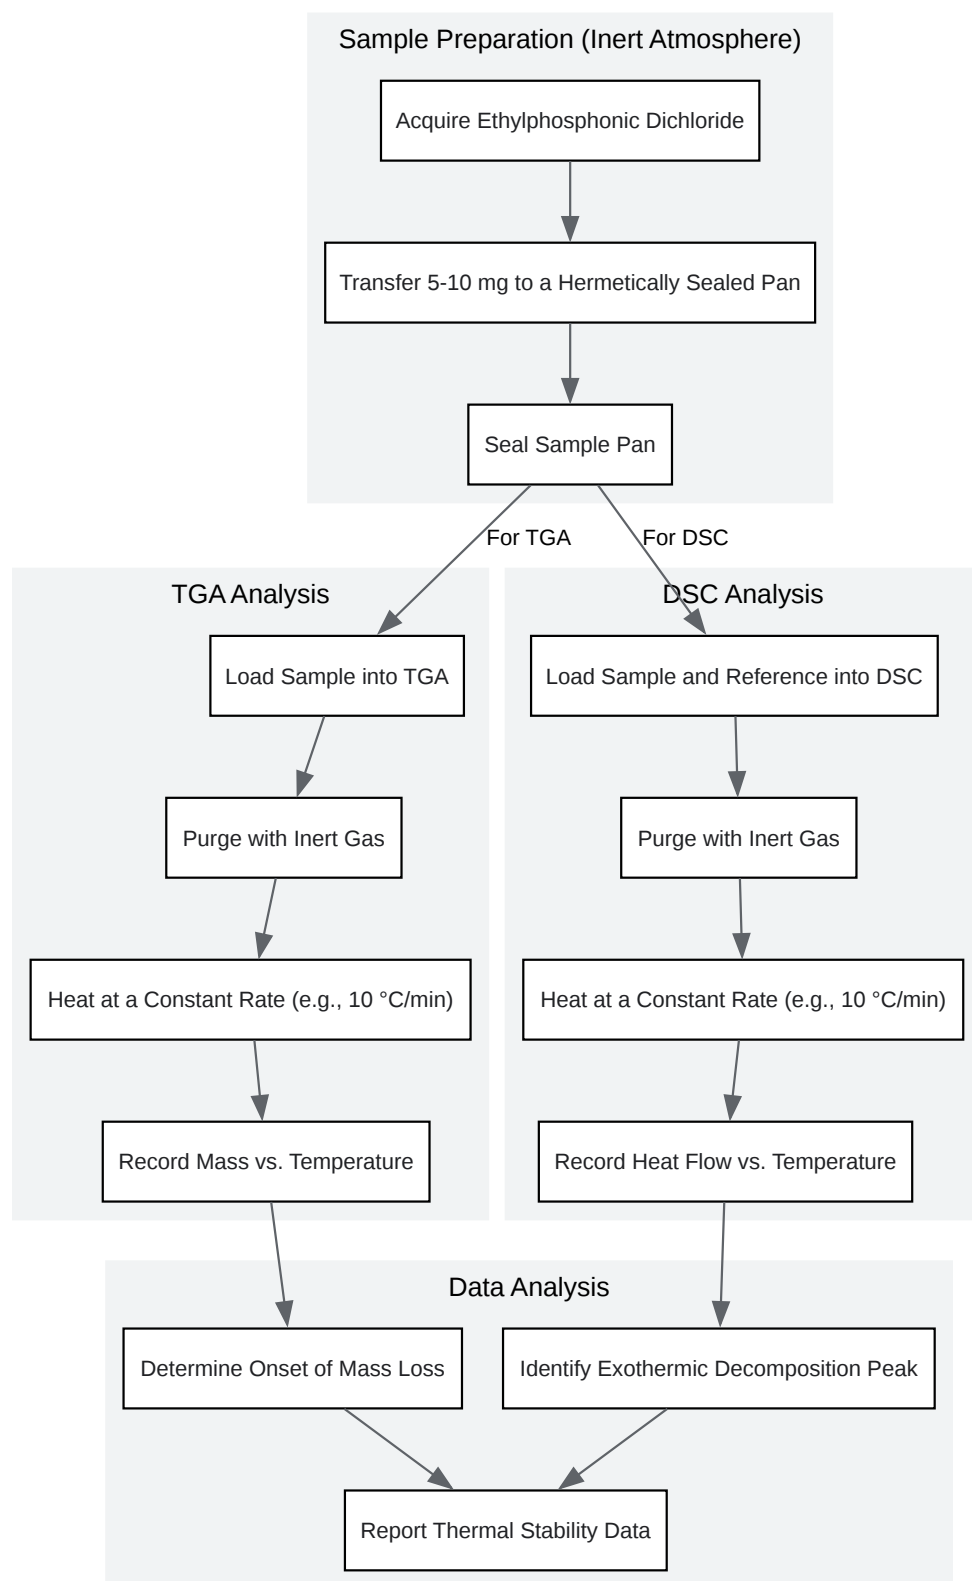 Sample Preparation (Inert Atmosphere)
Acquire Ethylphosphonic Dichloride
Transfer 5-10 mg to a Hermetically Sealed Pan
Seal Sample Pan
For TGA
For DSC
TGA Analysis
Load Sample into TGA
Purge with Inert Gas
Heat at a Constant Rate (e.g., 10 °C/min)
Record Mass vs. Temperature
DSC Analysis
Load Sample and Reference into DSC
Purge with Inert Gas
Heat at a Constant Rate (e.g., 10 °C/min)
Record Heat Flow vs. Temperature
Data Analysis
Determine Onset of Mass Loss
Identify Exothermic Decomposition Peak
Report Thermal Stability Data